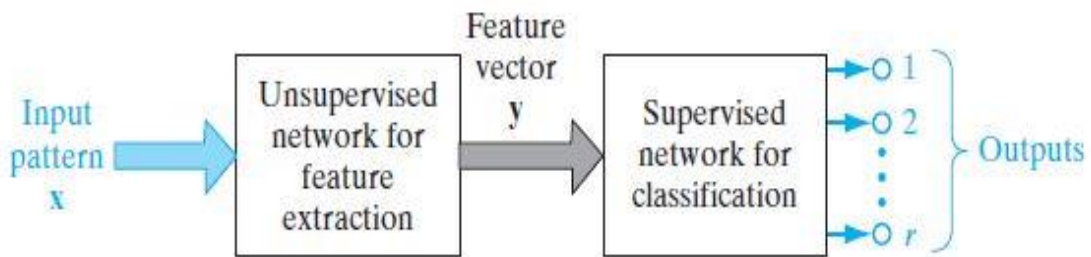 Input
pattern
x
Unsupervised
network for
feature
extraction
Feature
vector
y
Supervised
network for
classification
1
2
r
Outputs